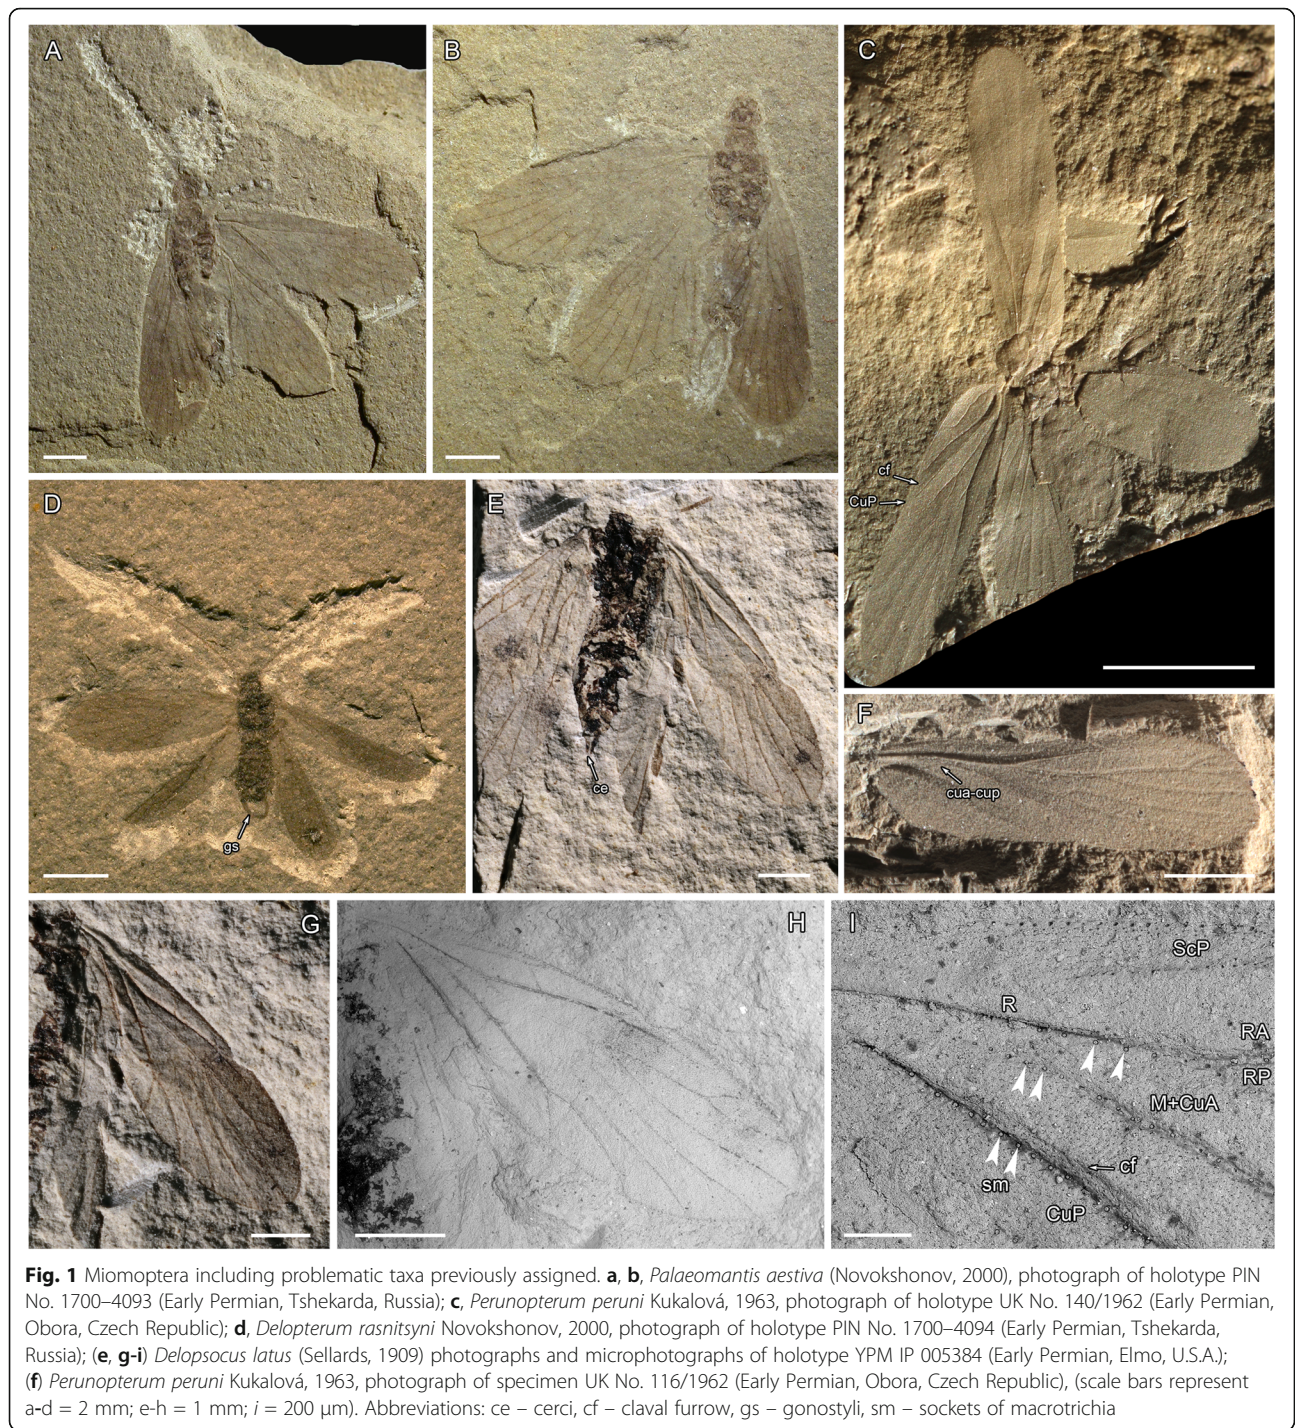 A
B
C
cf
CuP
D
gs
E
ce
F
cua-cup
G
H
I
ScP
R
RA
RP
M+CuA
cf
sm
CuP
Fig. 1 Miomoptera including problematic taxa previously assigned. a, b, Palaeomantis aestiva (Novokshonov, 2000), photograph of holotype PIN
No. 1700–4093 (Early Permian, Tshekarda, Russia); c, Perunopterum peruni Kukalová, 1963, photograph of holotype UK No. 140/1962 (Early Permian,
Obora, Czech Republic); d, Delopterum rasnitsyni Novokshonov, 2000, photograph of holotype PIN No. 1700–4094 (Early Permian, Tshekarda,
Russia); (e, g-i) Delopsocus latus (Sellards, 1909) photographs and microphotographs of holotype YPM IP 005384 (Early Permian, Elmo, U.S.A.);
(f) Perunopterum peruni Kukalová, 1963, photograph of specimen UK No. 116/1962 (Early Permian, Obora, Czech Republic), (scale bars represent
a-d = 2 mm; e-h = 1 mm; i = 200 μm). Abbreviations: ce – cerci, cf – claval furrow, gs – gonostyli, sm – sockets of macrotrichia